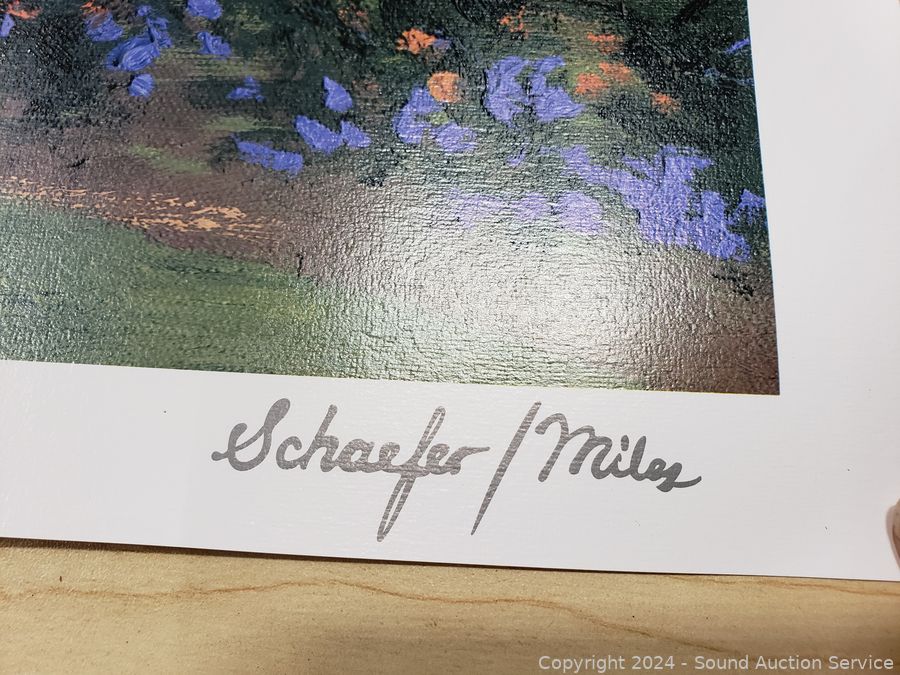 Schaefer / Miles
Copyright © 2024 - Sound Auction Service